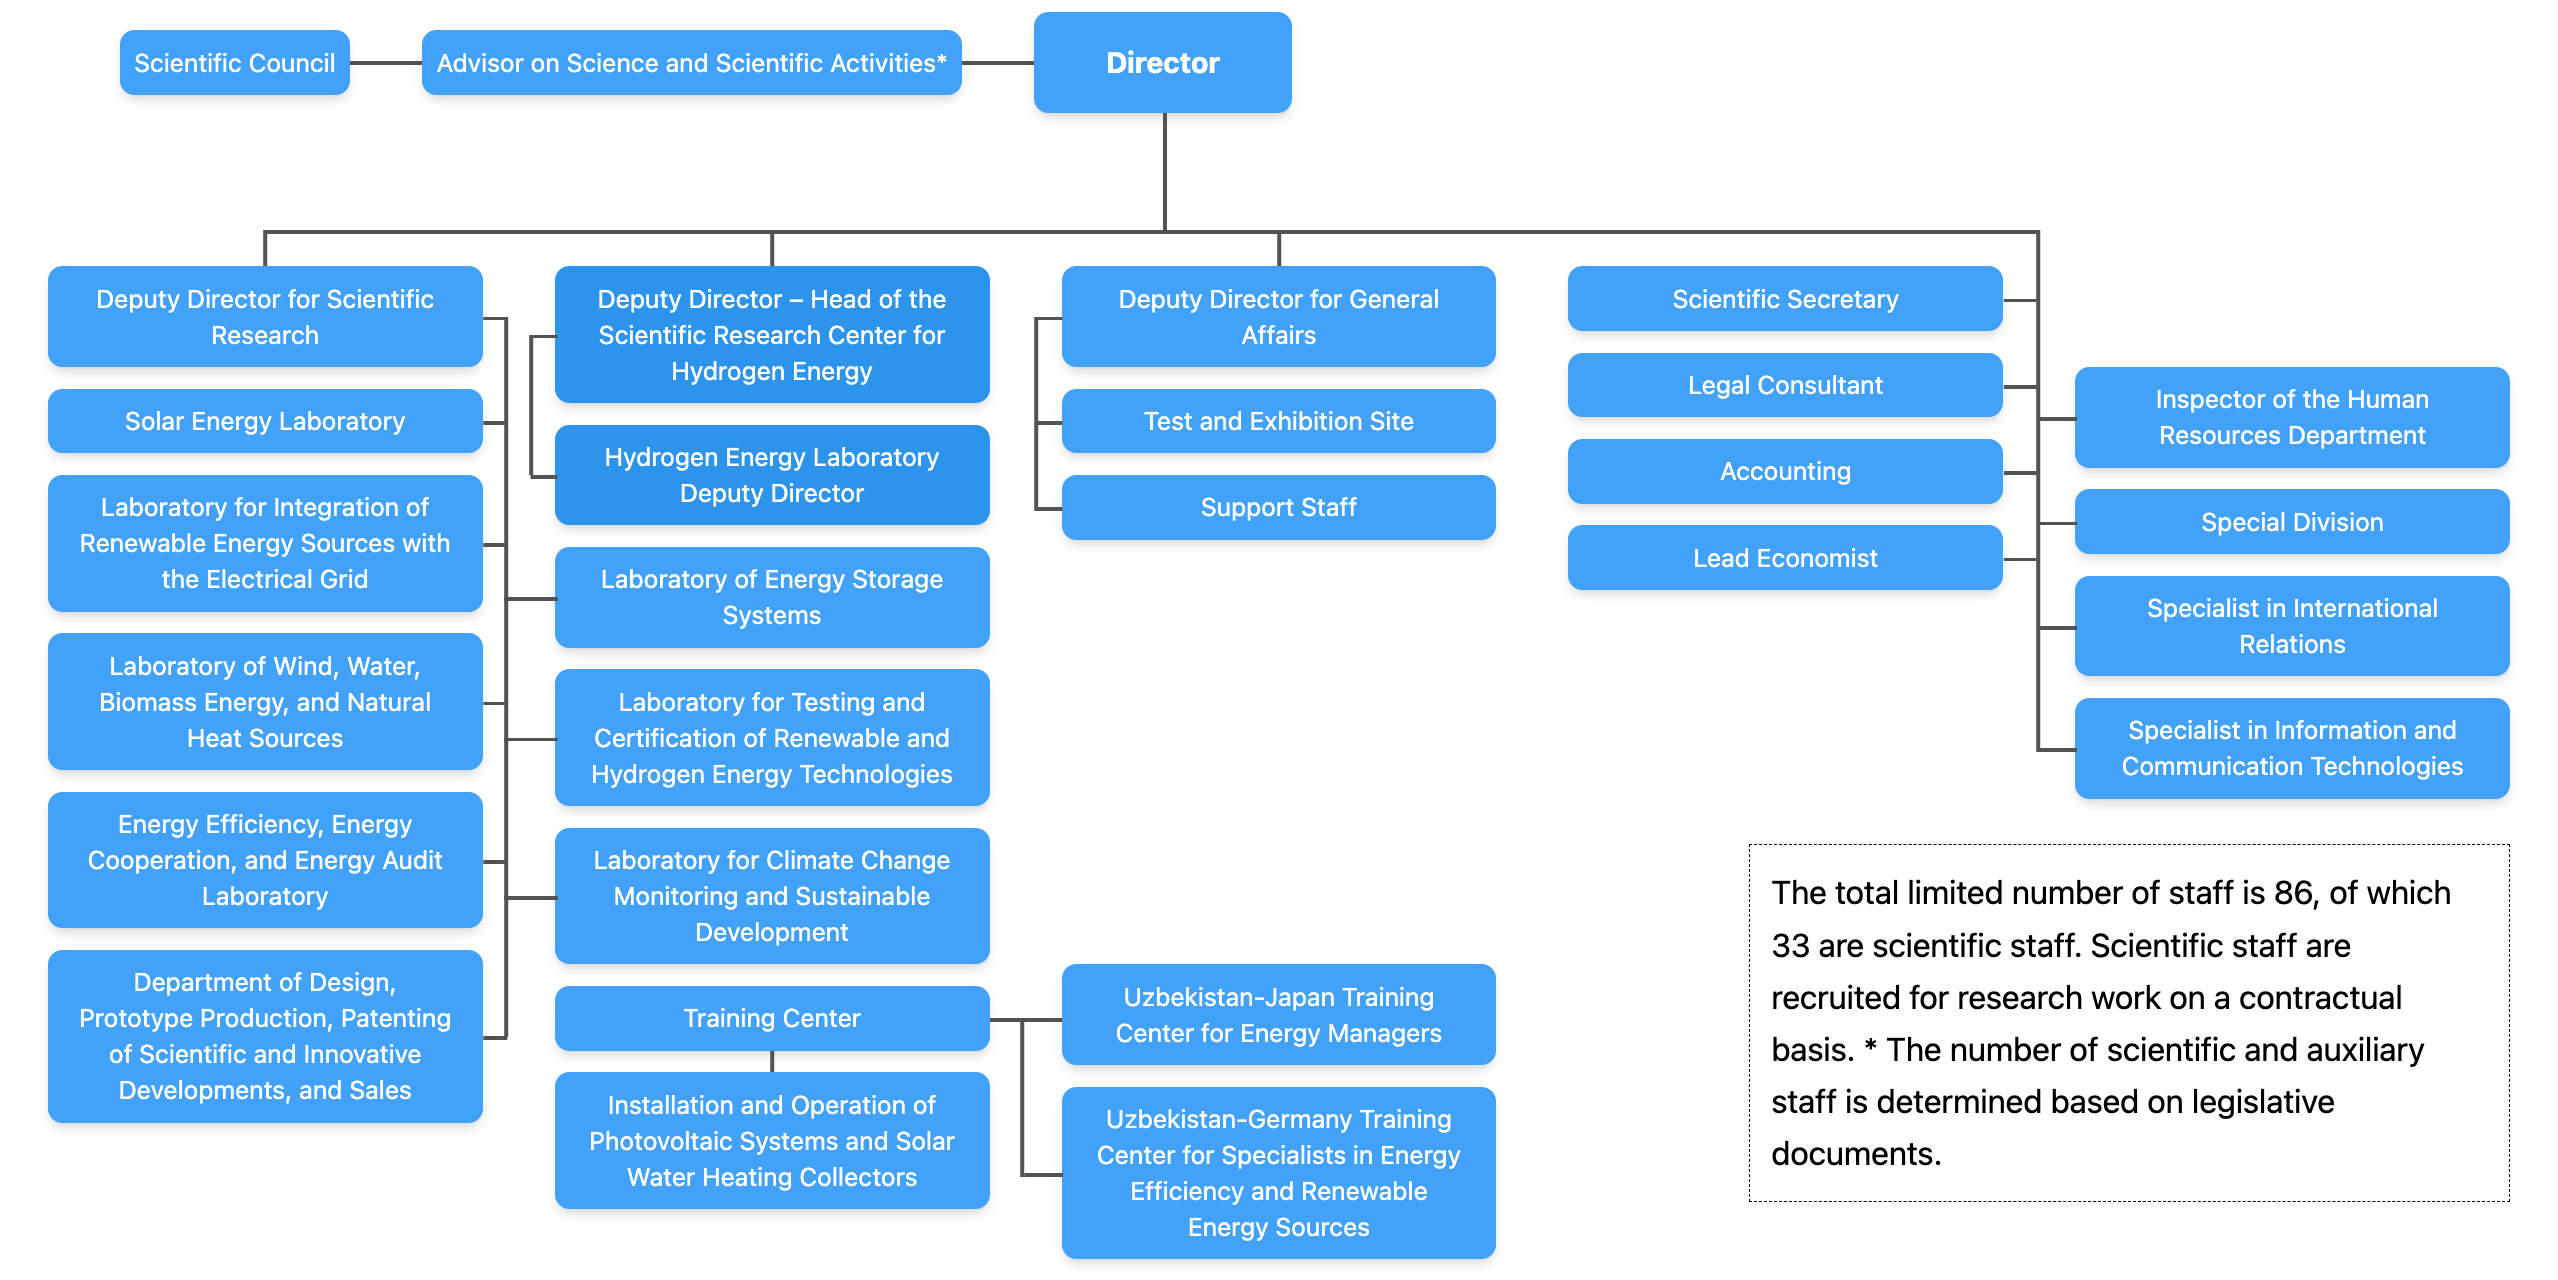 Scientific Council
Advisor on Science and Scientific Activities*
Director
Deputy Director for Scientific
Research
Solar Energy Laboratory
Laboratory for Integration of
Renewable Energy Sources with
the Electrical Grid
Laboratory of Wind, Water,
Biomass Energy, and Natural
Heat Sources
Energy Efficiency, Energy
Cooperation, and Energy Audit
Laboratory
Department of Design,
Prototype Production, Patenting
of Scientific and Innovative
Developments, and Sales
Deputy Director – Head of the
Scientific Research Center for
Hydrogen Energy
Hydrogen Energy Laboratory
Deputy Director
Laboratory of Energy Storage
Systems
Laboratory for Testing and
Certification of Renewable and
Hydrogen Energy Technologies
Laboratory for Climate Change
Monitoring and Sustainable
Development
Training Center
Installation and Operation of
Photovoltaic Systems and Solar
Water Heating Collectors
Deputy Director for General
Affairs
Test and Exhibition Site
Support Staff
Uzbekistan-Japan Training
Center for Energy Managers
Uzbekistan-Germany Training
Center for Specialists in Energy
Efficiency and Renewable
Energy Sources
Scientific Secretary
Legal Consultant
Accounting
Lead Economist
Inspector of the Human
Resources Department
Special Division
Specialist in International
Relations
Specialist in Information and
Communication Technologies
The total limited number of staff is 86, of which
33 are scientific staff. Scientific staff are
recruited for research work on a contractual
basis. * The number of scientific and auxiliary
staff is determined based on legislative
documents.